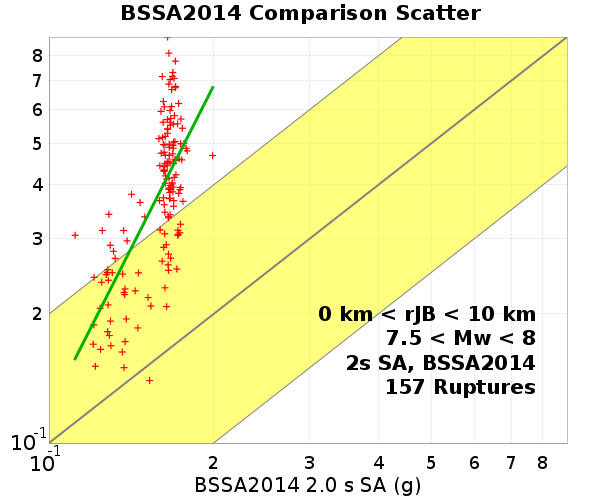 BSSA2014 Comparison Scatter
8
7
6
5
4
3
2
10-1
0 km < rJB < 10 km
7.5 < Mw < 8
2s SA, BSSA2014
157 Ruptures
10-1 2 3 4 5 6 7 8
BSSA2014 2.0 s SA (g)